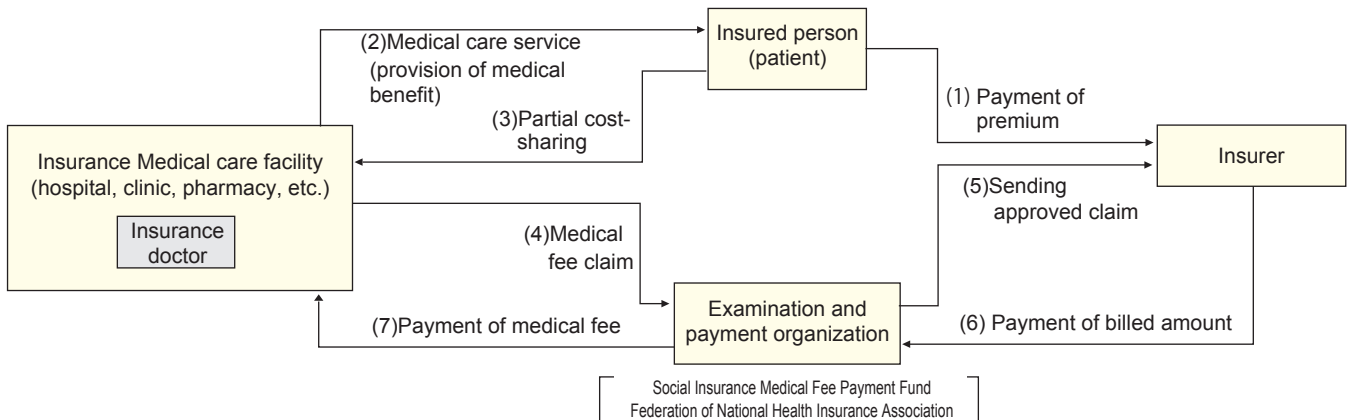 (2)Medical care service
(provision of medical
benefit)
Insured person
(patient)
(3)Partial cost-
sharing
(1) Payment of
premium
Insurance Medical care facility
(hospital, clinic, pharmacy, etc.)
Insurance
doctor
Insurer
(4)Medical
fee claim
(5)Sending
approved claim
Examination and
payment organization
(7)Payment of medical fee
(6) Payment of billed amount
Social Insurance Medical Fee Payment Fund
Federation of National Health Insurance Association